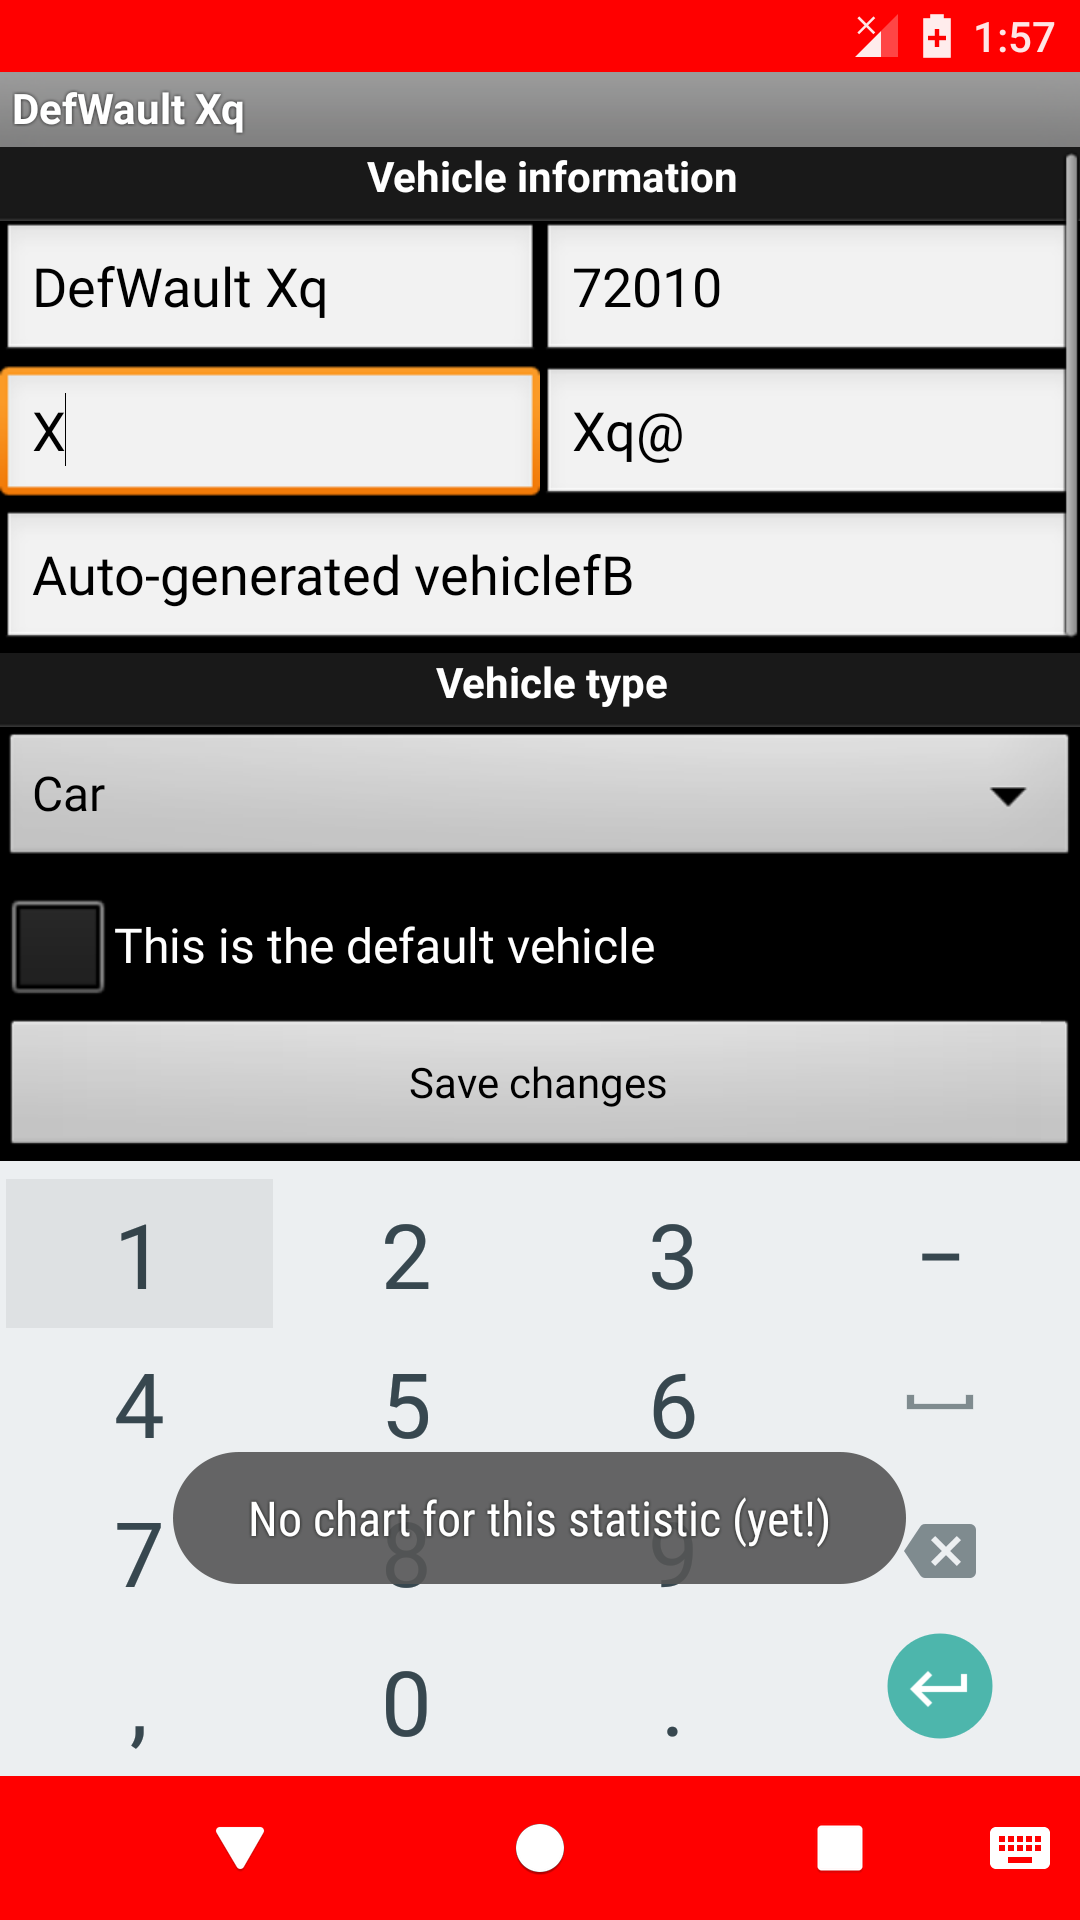 1:57
DefWault Xq
Vehicle information
DefWault Xq
72010
X
Xq@
Auto-generated vehiclefB
Vehicle type
Car
This is the default vehicle
Save changes
1 2 3 –
4 5 6
7 8 9
No chart for this statistic (yet!)
, 0 .